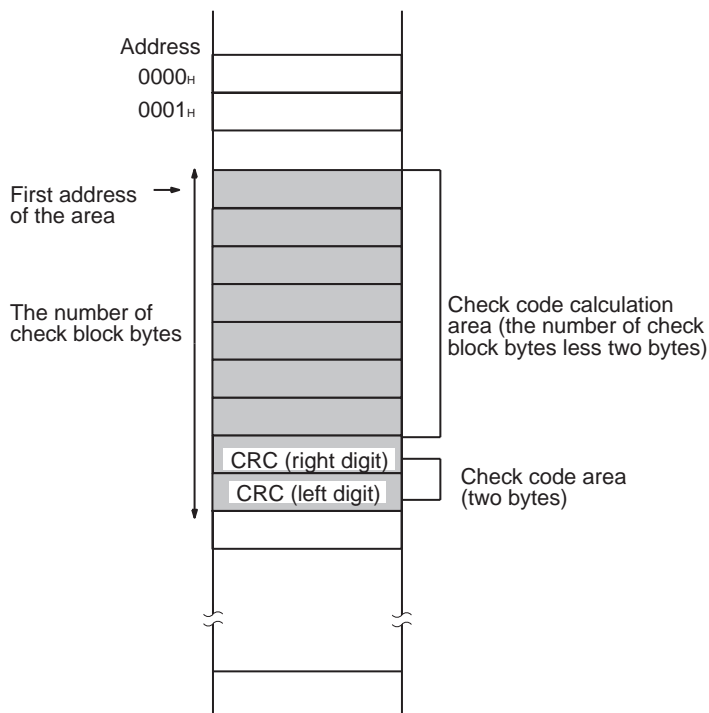 Address
0000H
0001H
First address
of the area
The number of
check block bytes
Check code calculation
area (the number of check
block bytes less two bytes)
CRC (right digit)
CRC (left digit)
Check code area
(two bytes)